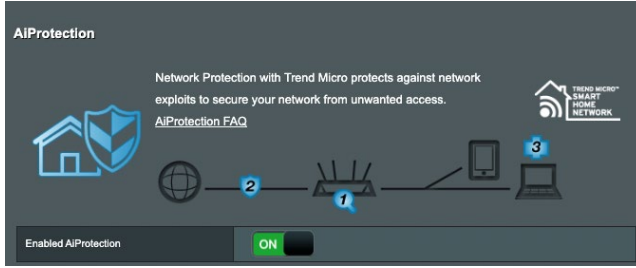 AiProtection
Network Protection with Trend Micro protects against network
exploits to secure your network from unwanted access.
AiProtection FAQ
TREND MICRO™
SMART
HOME
NETWORK
3
2
1
Enabled AiProtection
ON